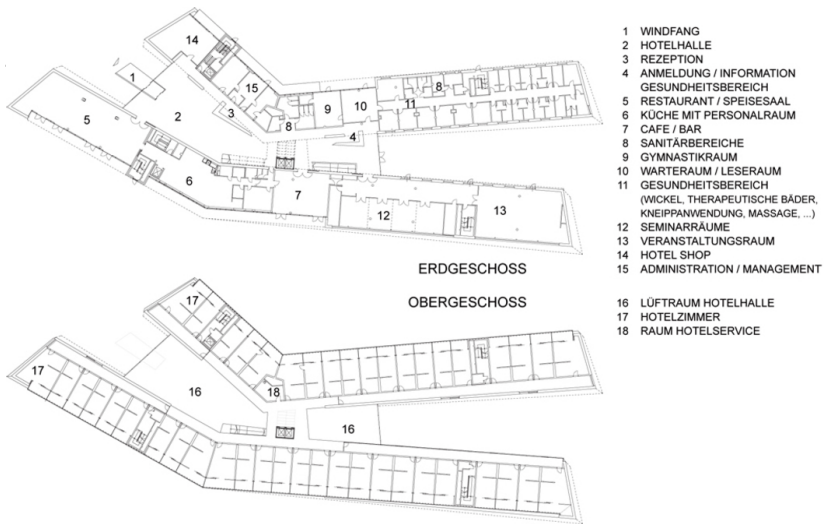 14
1
15
5
2
3
8
9
10
8
11
4
6
7
12
13
ERDGESCHOSS
OBERGESCHOSS
17
17
16
18
16
1 WINDFANG
2 HOTELHALLE
3 REZEPTION
4 ANMELDUNG / INFORMATION
GESUNDHEITSBEREICH
5 RESTAURANT / SPEISESAAL
6 KÜCHE MIT PERSONALRAUM
7 CAFE / BAR
8 SANITÄRBEREICHE
9 GYMNASTIKRAUM
10 WARTERAUM / LESERAUM
11 GESUNDHEITSBEREICH
(WICKEL, THERAPEUTISCHE BÄDER,
KNEIPPANWENDUNG, MASSAGE, ...)
12 SEMINARRÄUME
13 VERANSTALTUNGSRAUM
14 HOTEL SHOP
15 ADMINISTRATION / MANAGEMENT
16 LÜFTRAUM HOTELHALLE
17 HOTELZIMMER
18 RAUM HOTELSERVICE